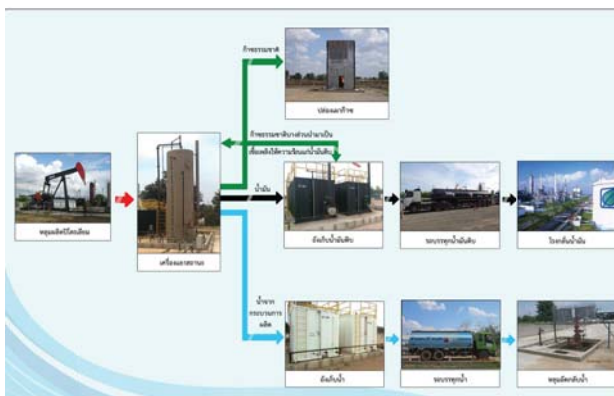 ก๊าซธรรมชาติ
ปล่องเผาก๊าซ
ก๊าซธรรมชาติบางส่วนนำมาเป็น
เชื้อเพลิงให้ความร้อนแก่น้ำมันดิบ
น้ำมัน
หลุมผลิตปิโตรเลียม
เครื่องแยกสถานะ
ถังเก็บน้ำมันดิบ
รถบรรทุกน้ำมันดิบ
โรงกลั่นน้ำมัน
น้ำจาก
กระบวนการ
ผลิต
ถังเก็บน้ำ
รถบรรทุกน้ำ
หลุมอัดกลับน้ำ